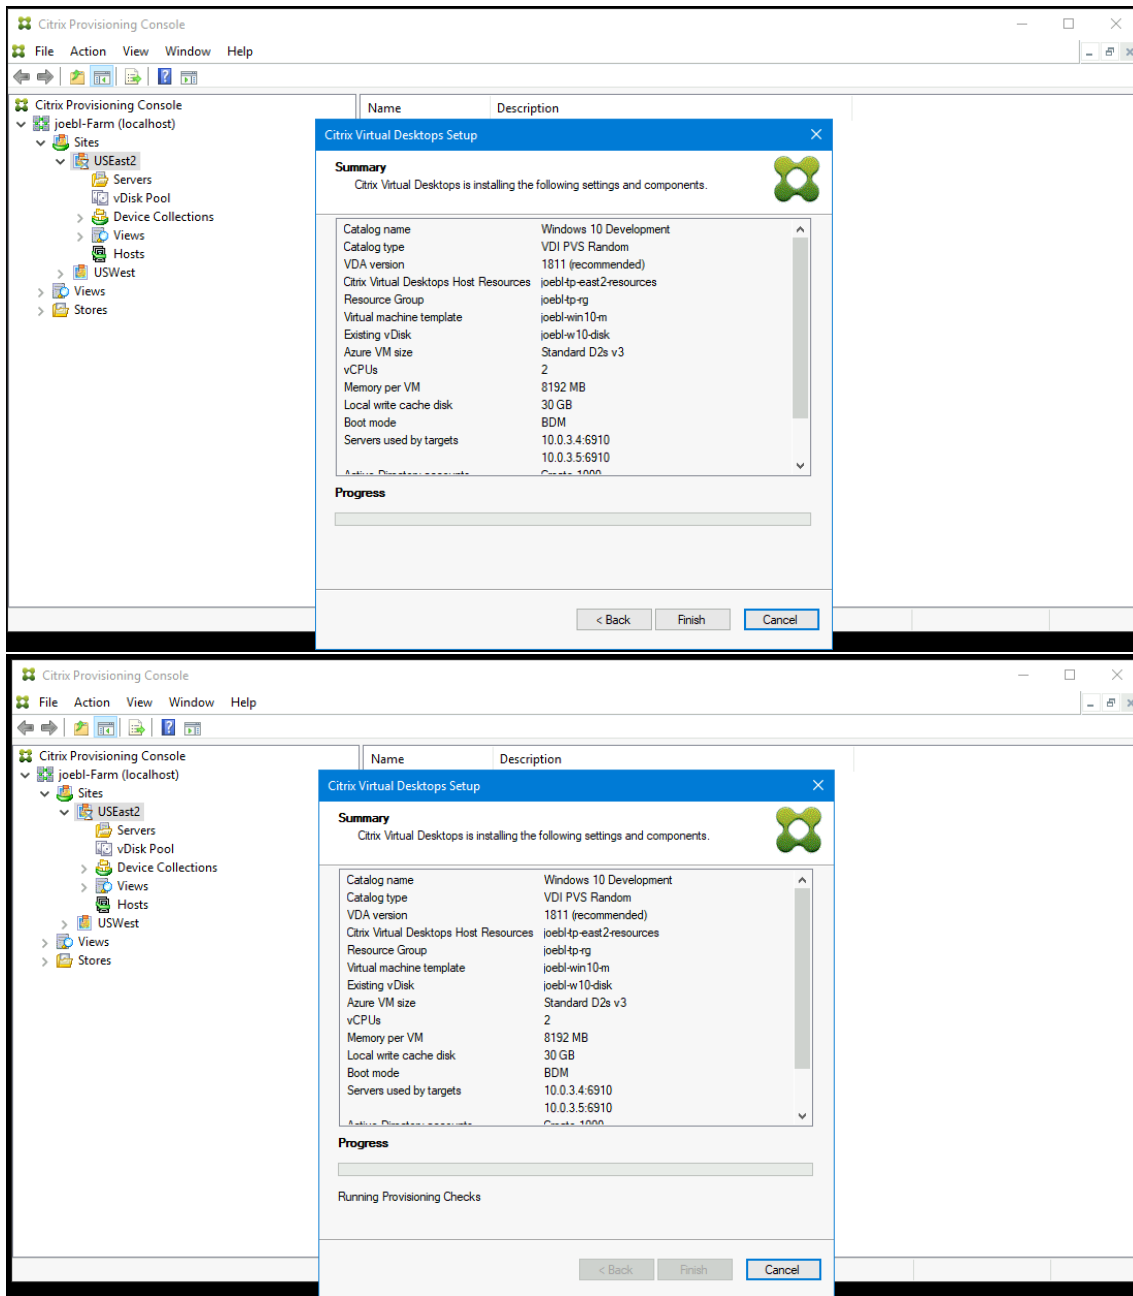 Citrix Provisioning Console
File Action View Window Help
Citrix Provisioning Console
joebl-Farm (localhost)
Sites
USEast2
Servers
vDisk Pool
Device Collections
Views
Hosts
USWest
Views
Stores
Name Description
Citrix Virtual Desktops Setup
Summary
Citrix Virtual Desktops is installing the following settings and components.
Catalog name Windows 10 Development
Catalog type VDI PVS Random
VDA version 1811 (recommended)
Citrix Virtual Desktops Host Resources joebl-tp-east2-resources
Resource Group joebl-tp-rg
Virtual machine template joebl-win10-m
Existing vDisk joebl-w10-disk
Azure VM size Standard D2s v3
vCPUs 2
Memory per VM 8192 MB
Local write cache disk 30 GB
Boot mode BDM
Servers used by targets 10.0.3.4:6910
10.0.3.5:6910
Active Directory accounts Create 1000
Progress
< Back Finish Cancel
Citrix Provisioning Console
File Action View Window Help
Citrix Provisioning Console
joebl-Farm (localhost)
Sites
USEast2
Servers
vDisk Pool
Device Collections
Views
Hosts
USWest
Views
Stores
Name Description
Citrix Virtual Desktops Setup
Summary
Citrix Virtual Desktops is installing the following settings and components.
Catalog name Windows 10 Development
Catalog type VDI PVS Random
VDA version 1811 (recommended)
Citrix Virtual Desktops Host Resources joebl-tp-east2-resources
Resource Group joebl-tp-rg
Virtual machine template joebl-win10-m
Existing vDisk joebl-w10-disk
Azure VM size Standard D2s v3
vCPUs 2
Memory per VM 8192 MB
Local write cache disk 30 GB
Boot mode BDM
Servers used by targets 10.0.3.4:6910
10.0.3.5:6910
Active Directory accounts Create 1000
Progress
Running Provisioning Checks
< Back Finish Cancel